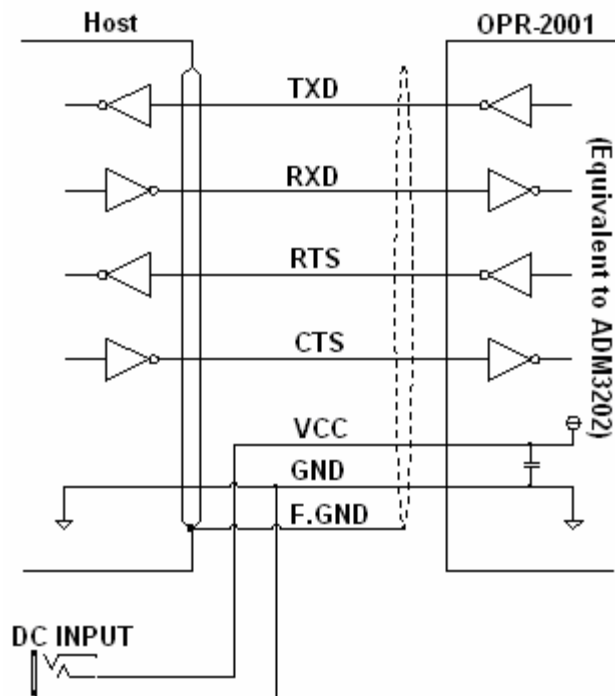 Host
OPR-2001
TXD
RXD
RTS
CTS
VCC
GND
F.GND
(Equivalent to ADM3202)
DC INPUT